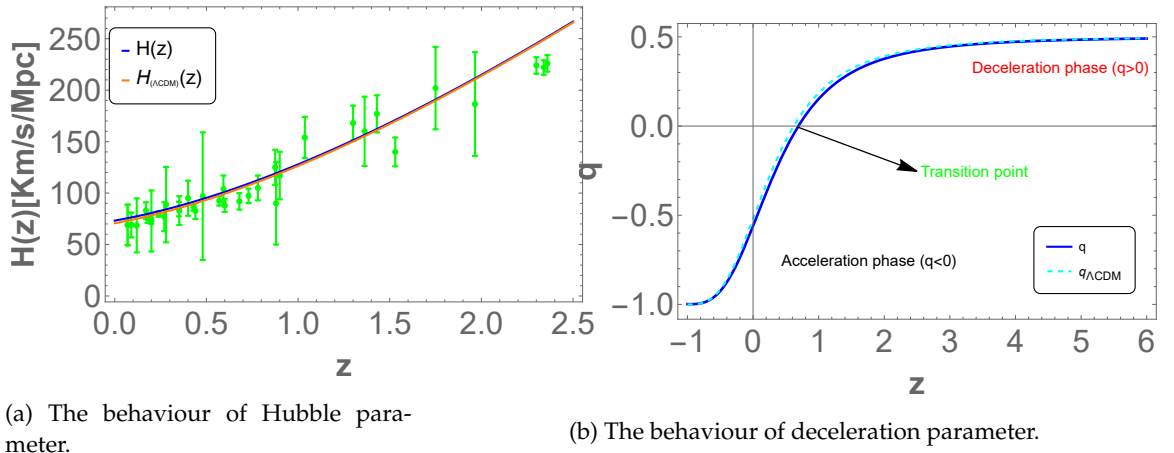 H(z)[Km/s/Mpc]
250
200
150
100
50
0
H(z)
H(ΛCDM)(z)
0.0 0.5 1.0 1.5 2.0 2.5
z
(a) The behaviour of Hubble para-
meter.
q
0.5
0.0
-0.5
-1.0
Deceleration phase (q>0)
Transition point
Acceleration phase (q<0)
q
qΛCDM
-1 0 1 2 3 4 5 6
z
(b) The behaviour of deceleration parameter.